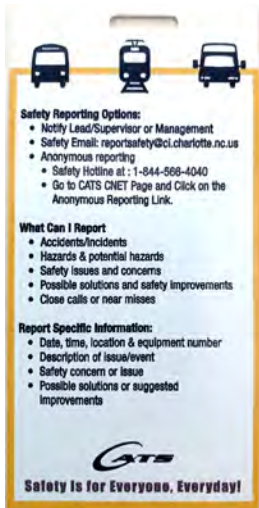 Safety Reporting Options:
• Notify Lead/Supervisor or Management
• Safety Email: reportsafety@ci.charlotte.nc.us
• Anonymous reporting
• Safety Hotline at : 1-844-566-4040
• Go to CATS CNET Page and Click on the
Anonymous Reporting Link.
What Can I Report
• Accidents/Incidents
• Hazards & potential hazards
• Safety issues and concerns
• Possible solutions and safety improvements
• Close calls or near misses
Report Specific Information:
• Date, time, location & equipment number
• Description of issue/event
• Safety concern or issue
• Possible solutions or suggested
improvements
CATS
Safety Is for Everyone, Everyday!